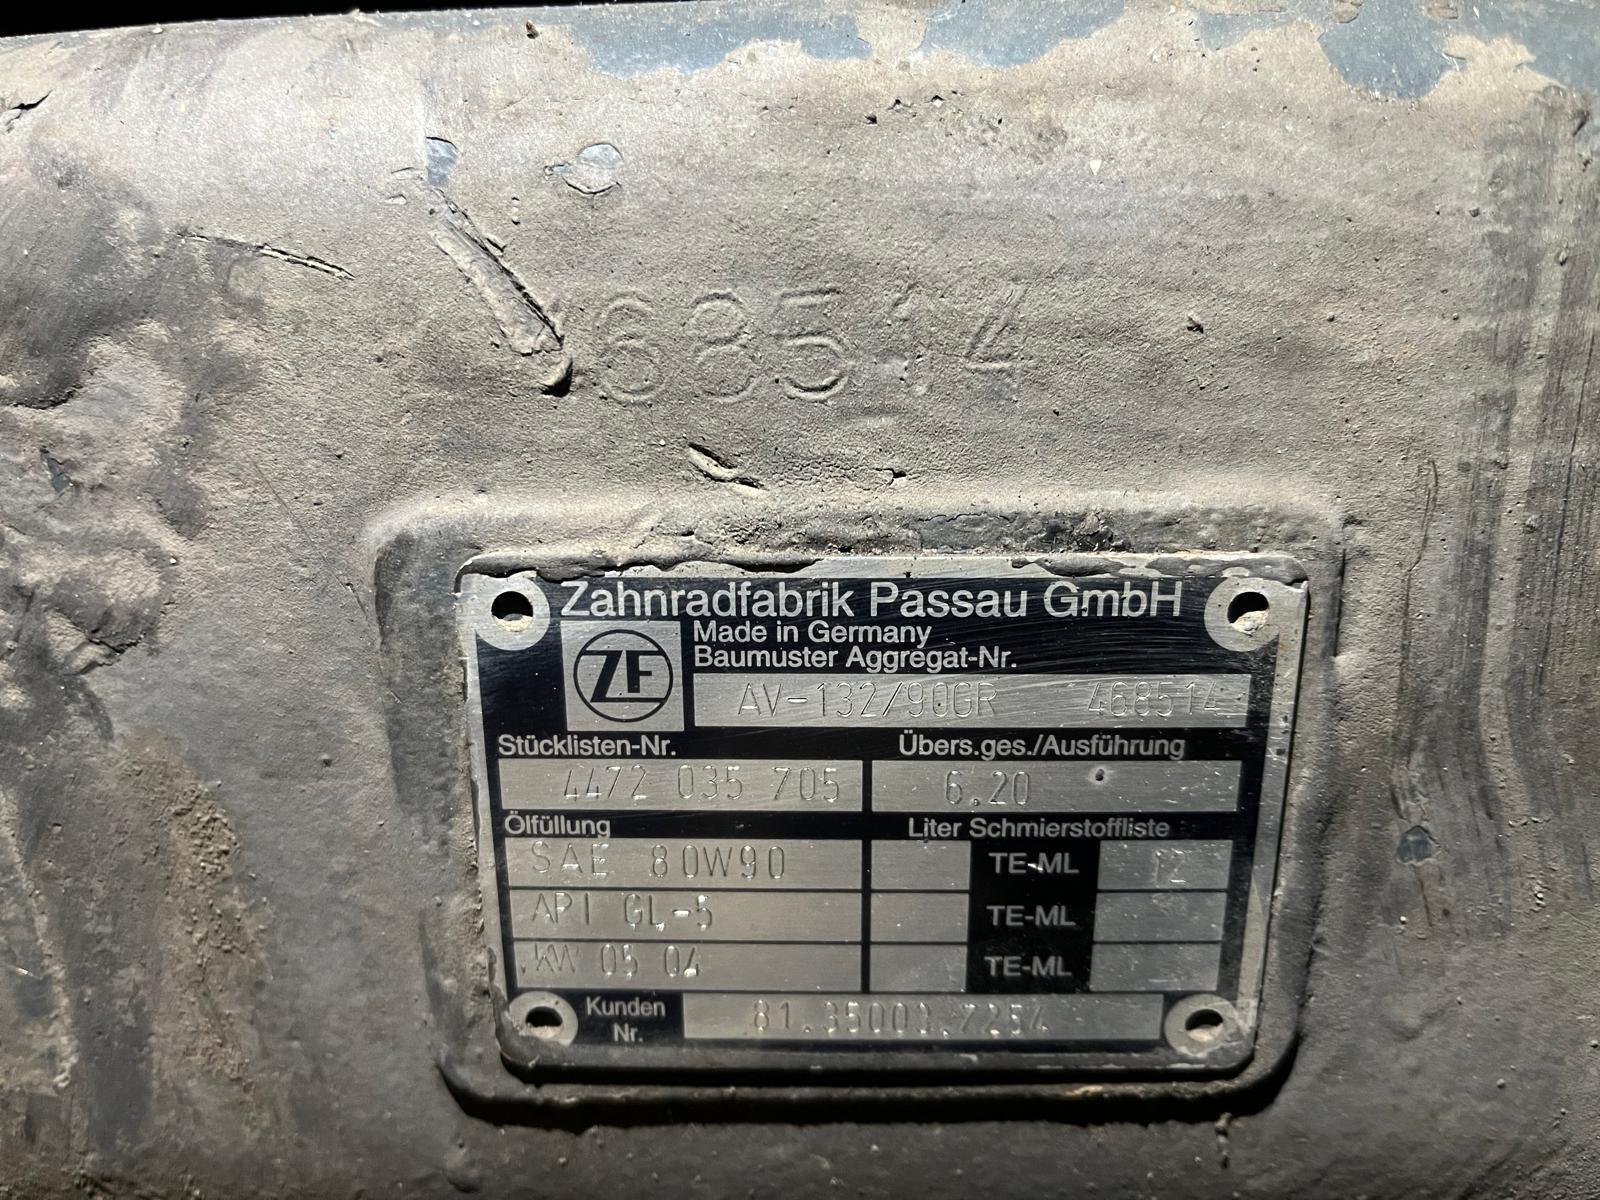 68514
Zahnradfabrik Passau GmbH
ZF
Made in Germany
Baumuster Aggregat-Nr.
AV-132/90GR 468514
Stücklisten-Nr. Übers.ges./Ausführung
4472 035 705 6.20
Ölfüllung Liter Schmierstoffliste
SAE 80W90 TE-ML 12
API GL-5 TE-ML
KW 05 04 TE-ML
Kunden Nr. 81.35003.7254